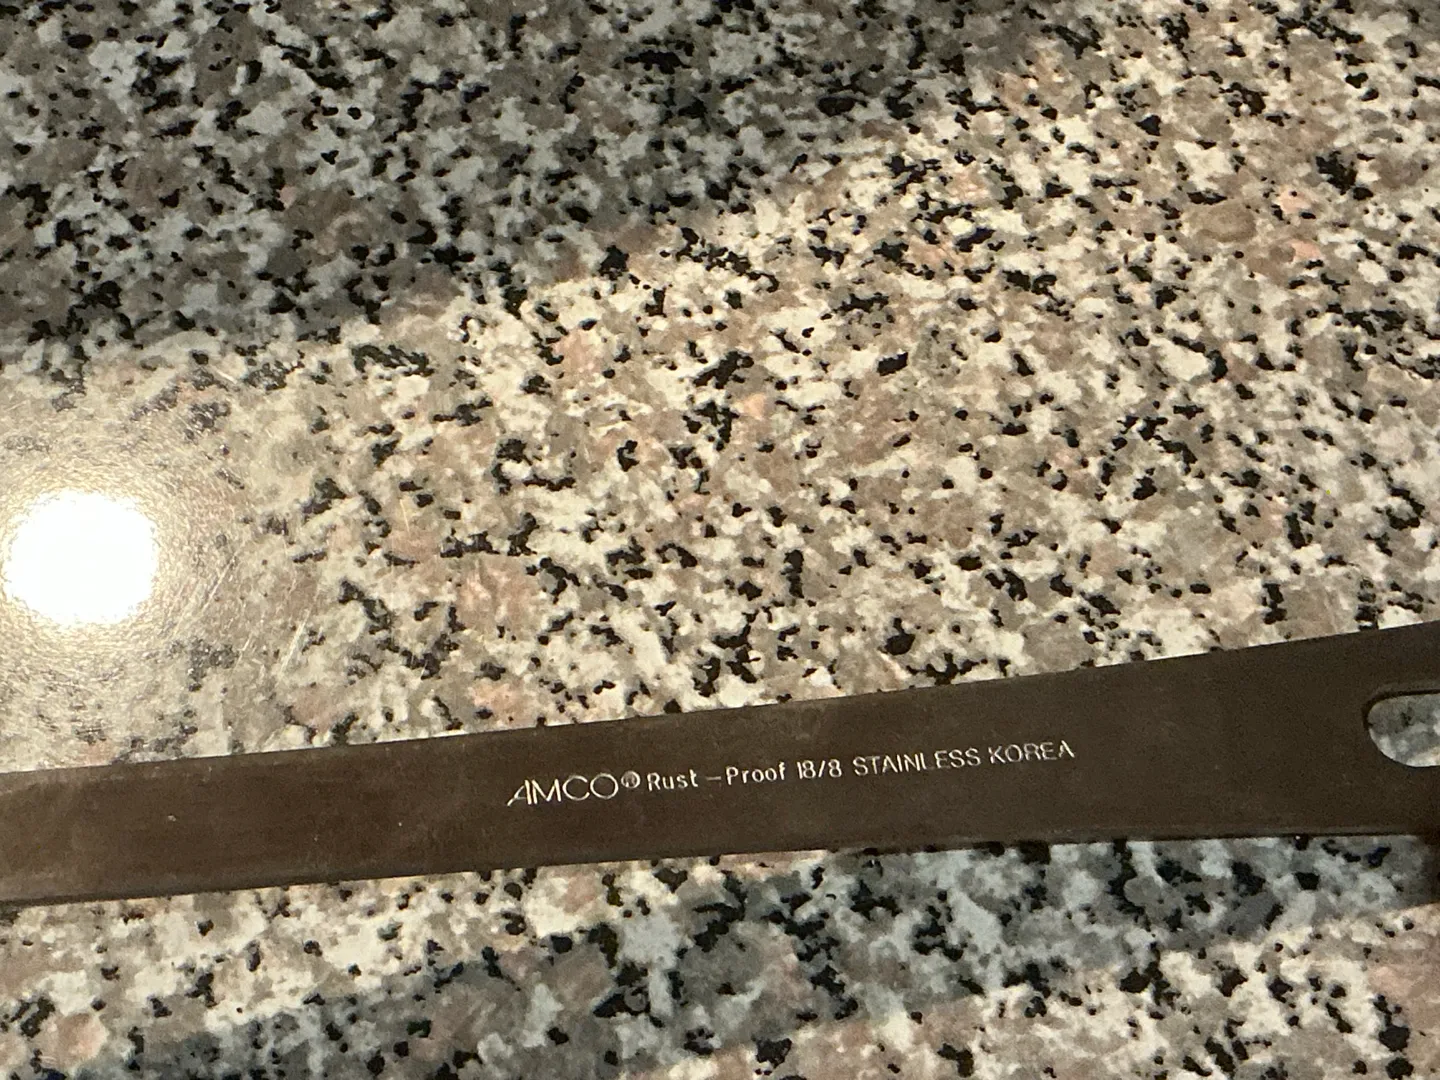 AMCO® Rust-Proof 18/8 STAINLESS KOREA